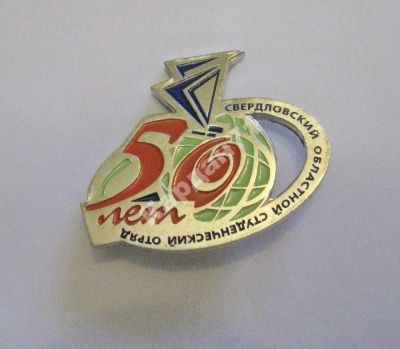 50
лет
СВЕРДЛОВСКИЙ ОБЛАСТНОЙ СТУДЕНЧЕСКИЙ ОТРЯД